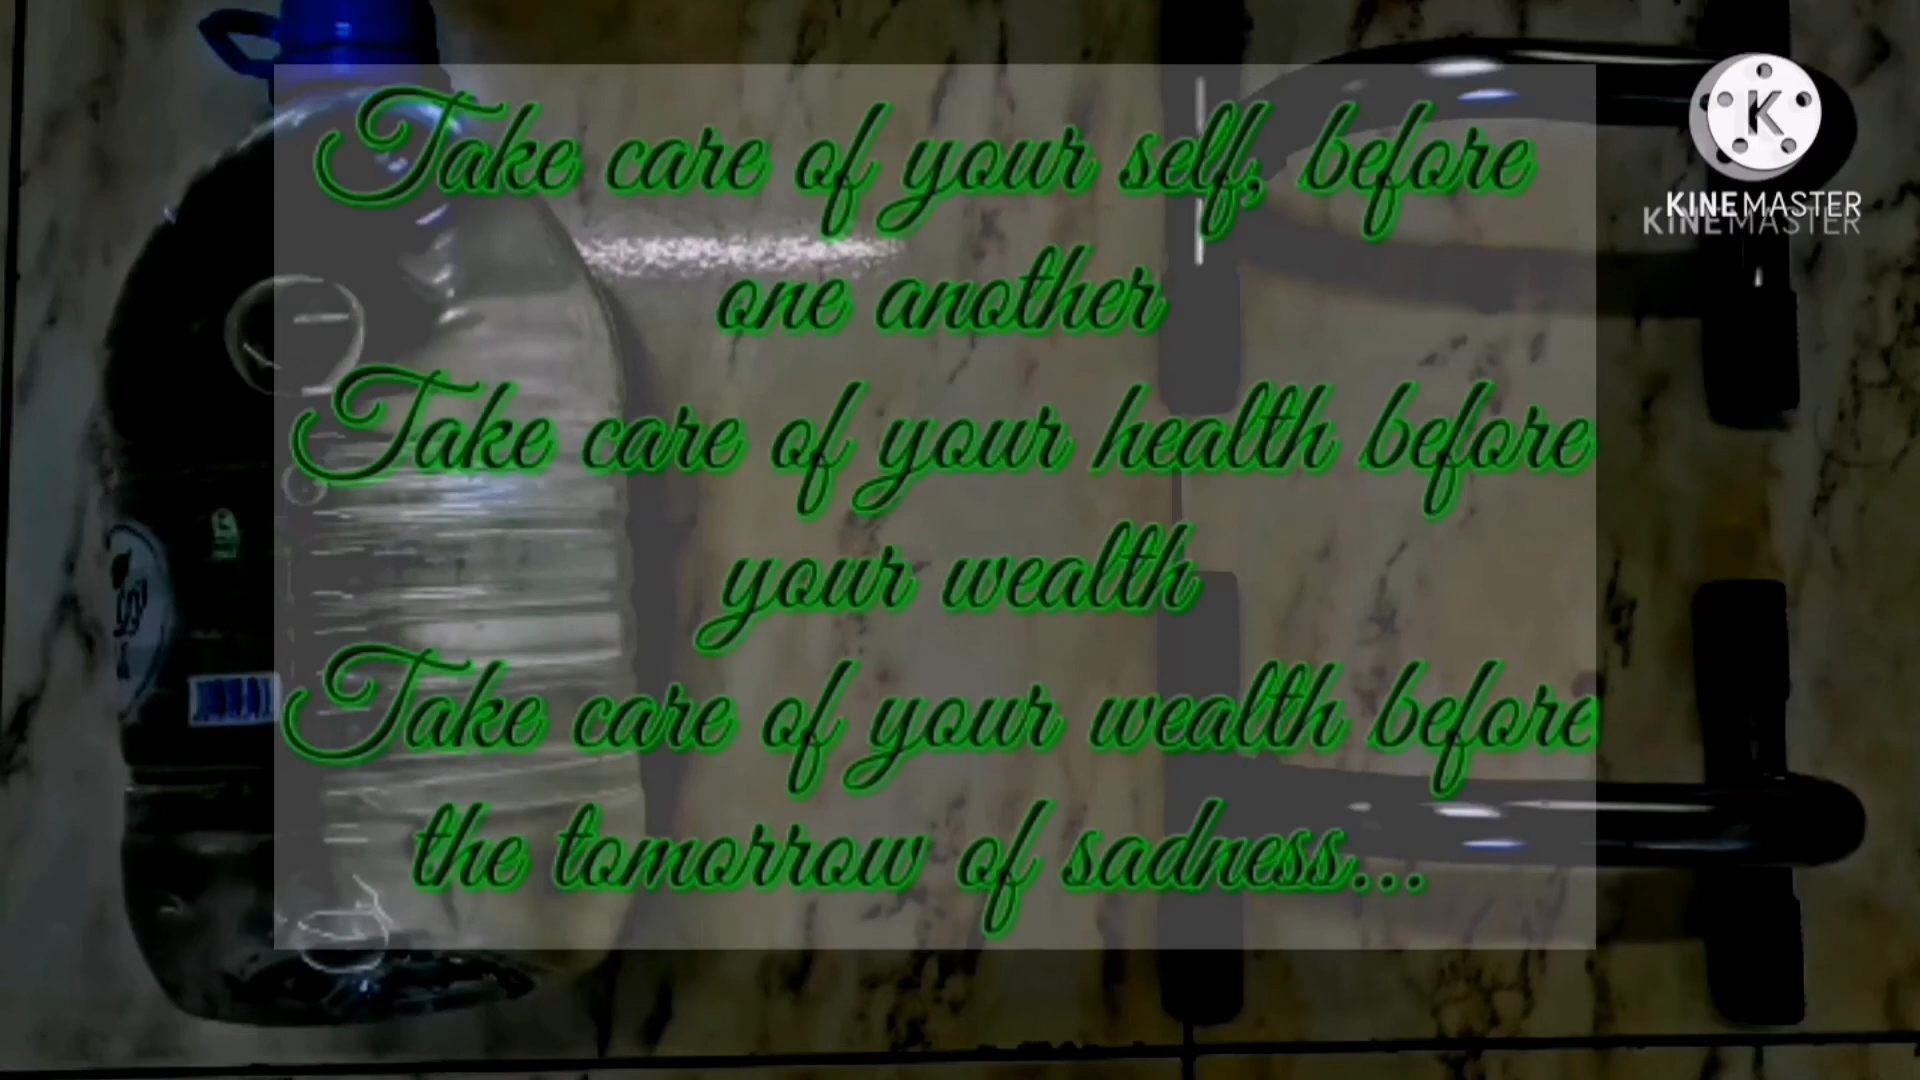 Take care of your self, before
one another
Take care of your health before
your wealth
Take care of your wealth before
the tomorrow of sadness...
K
KINEMASTER
KINEMASTER